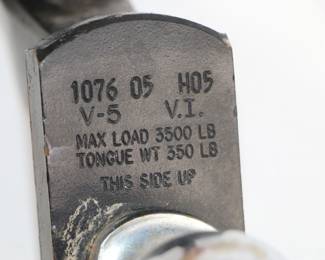 1076 05 H05
V-5 V.I.
MAX LOAD 3500 LB
TONGUE WT 350 LB
THIS SIDE UP